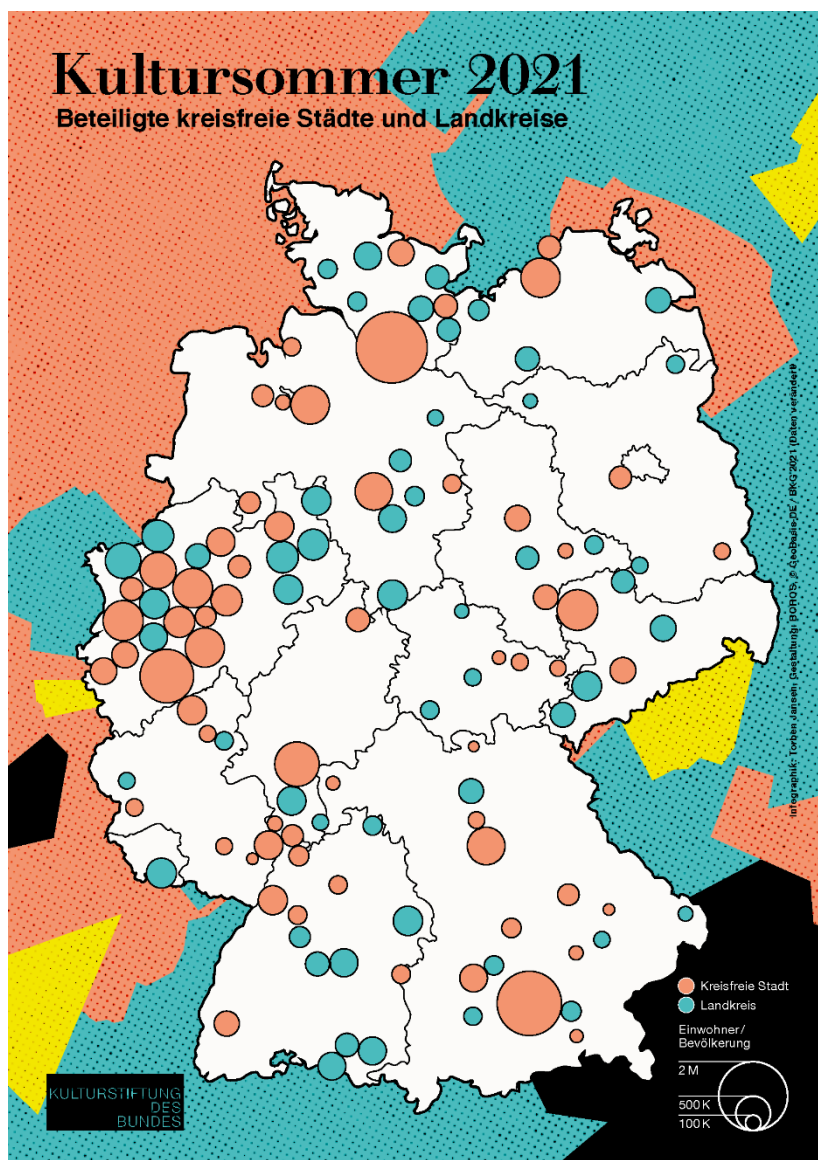 Kultursommer 2021
Beteiligte kreisfreie Städte und Landkreise
Infographik: Torben Jansen, Gestaltung: BOROS, © GeoBasis-DE / BKG 2021 (Daten verändert)
Kreisfreie Stadt
Landkreis
Einwohner/
Bevölkerung
2 M
500 K
100 K
KULTURSTIFTUNG
DES
BUNDES